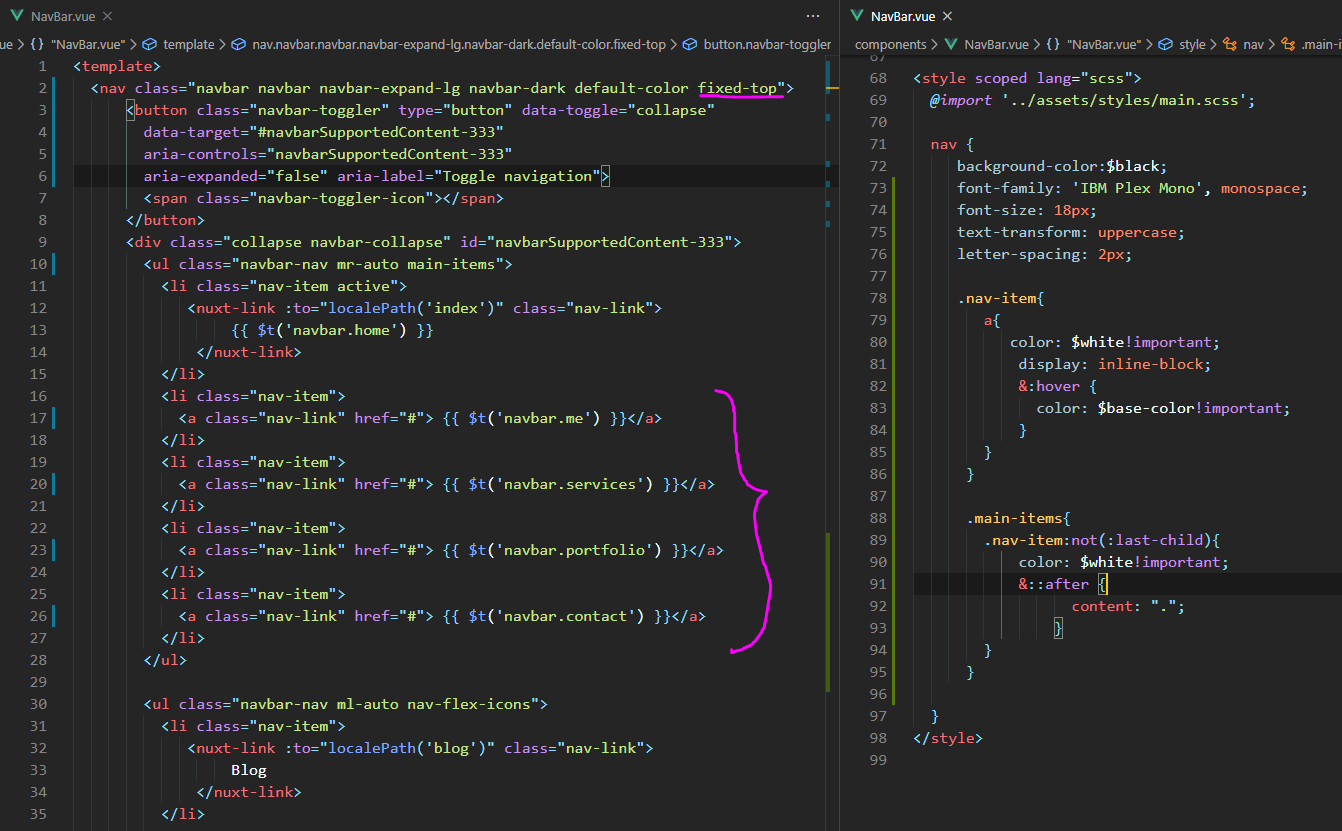 NavBar.vue
ue > {} "NavBar.vue" > template > nav.navbar.navbar.navbar-expand-lg.navbar-dark.default-color.fixed-top > button.navbar-toggler
1 <template>
2 <nav class="navbar navbar navbar-expand-lg navbar-dark default-color fixed-top">
3 <button class="navbar-toggler" type="button" data-toggle="collapse"
4 data-target="#navbarSupportedContent-333"
5 aria-controls="navbarSupportedContent-333"
6 aria-expanded="false" aria-label="Toggle navigation">
7 <span class="navbar-toggler-icon"></span>
8 </button>
9 <div class="collapse navbar-collapse" id="navbarSupportedContent-333">
10 <ul class="navbar-nav mr-auto main-items">
11 <li class="nav-item active">
12 <nuxt-link :to="localePath('index')" class="nav-link">
13 {{ $t('navbar.home') }}
14 </nuxt-link>
15 </li>
16 <li class="nav-item">
17 <a class="nav-link" href="#"> {{ $t('navbar.me') }}</a>
18 </li>
19 <li class="nav-item">
20 <a class="nav-link" href="#"> {{ $t('navbar.services') }}</a>
21 </li>
22 <li class="nav-item">
23 <a class="nav-link" href="#"> {{ $t('navbar.portfolio') }}</a>
24 </li>
25 <li class="nav-item">
26 <a class="nav-link" href="#"> {{ $t('navbar.contact') }}</a>
27 </li>
28 </ul>
29
30 <ul class="navbar-nav ml-auto nav-flex-icons">
31 <li class="nav-item">
32 <nuxt-link :to="localePath('blog')" class="nav-link">
33 Blog
34 </nuxt-link>
35 </li>
NavBar.vue
components > NavBar.vue > {} "NavBar.vue" > style > nav > .main-i
67
68 <style scoped lang="scss">
69 @import '../assets/styles/main.scss';
70
71 nav {
72 background-color:$black;
73 font-family: 'IBM Plex Mono', monospace;
74 font-size: 18px;
75 text-transform: uppercase;
76 letter-spacing: 2px;
77
78 .nav-item{
79 a{
80 color: $white!important;
81 display: inline-block;
82 &:hover {
83 color: $base-color!important;
84 }
85 }
86 }
87
88 .main-items{
89 .nav-item:not(:last-child){
90 color: $white!important;
91 &::after {
92 content: ".";
93 }
94 }
95 }
96
97 }
98 </style>
99